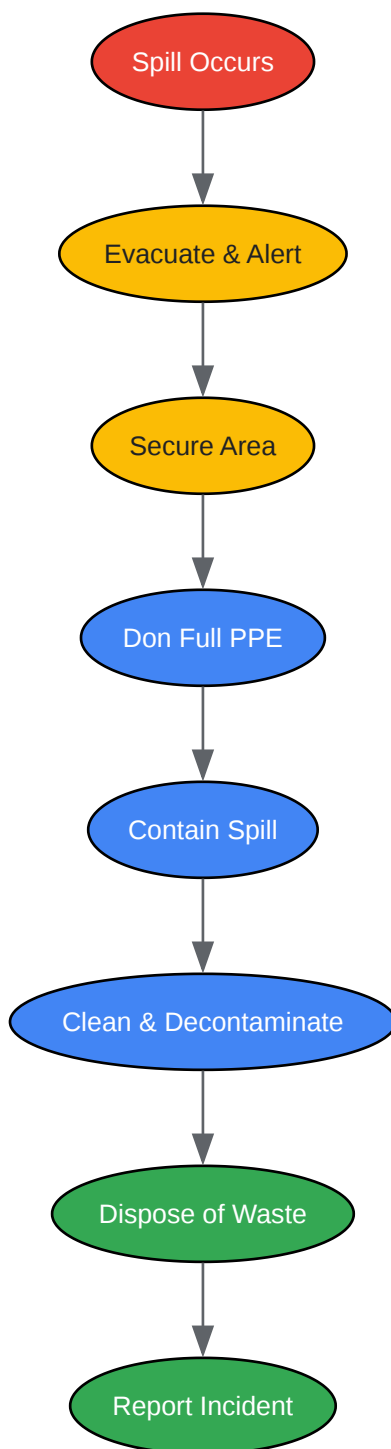 Spill Occurs
Evacuate & Alert
Secure Area
Don Full PPE
Contain Spill
Clean & Decontaminate
Dispose of Waste
Report Incident